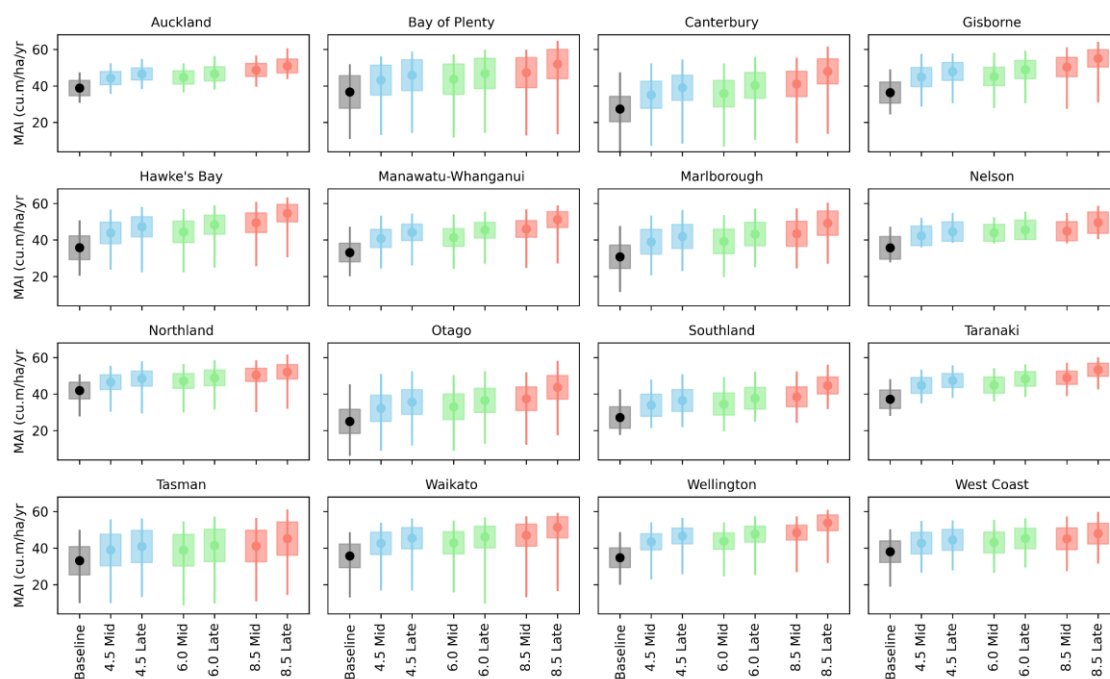 Auckland Bay of Plenty Canterbury Gisborne
MAI (cu.m/ha/yr)
60
40
20
Hawke's Bay Manawatu-Whanganui Marlborough Nelson
MAI (cu.m/ha/yr)
60
40
20
Northland Otago Southland Taranaki
MAI (cu.m/ha/yr)
60
40
20
Tasman Waikato Wellington West Coast
MAI (cu.m/ha/yr)
60
40
20
Baseline 4.5 Mid 4.5 Late 6.0 Mid 6.0 Late 8.5 Mid 8.5 Late Baseline 4.5 Mid 4.5 Late 6.0 Mid 6.0 Late 8.5 Mid 8.5 Late Baseline 4.5 Mid 4.5 Late 6.0 Mid 6.0 Late 8.5 Mid 8.5 Late Baseline 4.5 Mid 4.5 Late 6.0 Mid 6.0 Late 8.5 Mid 8.5 Late